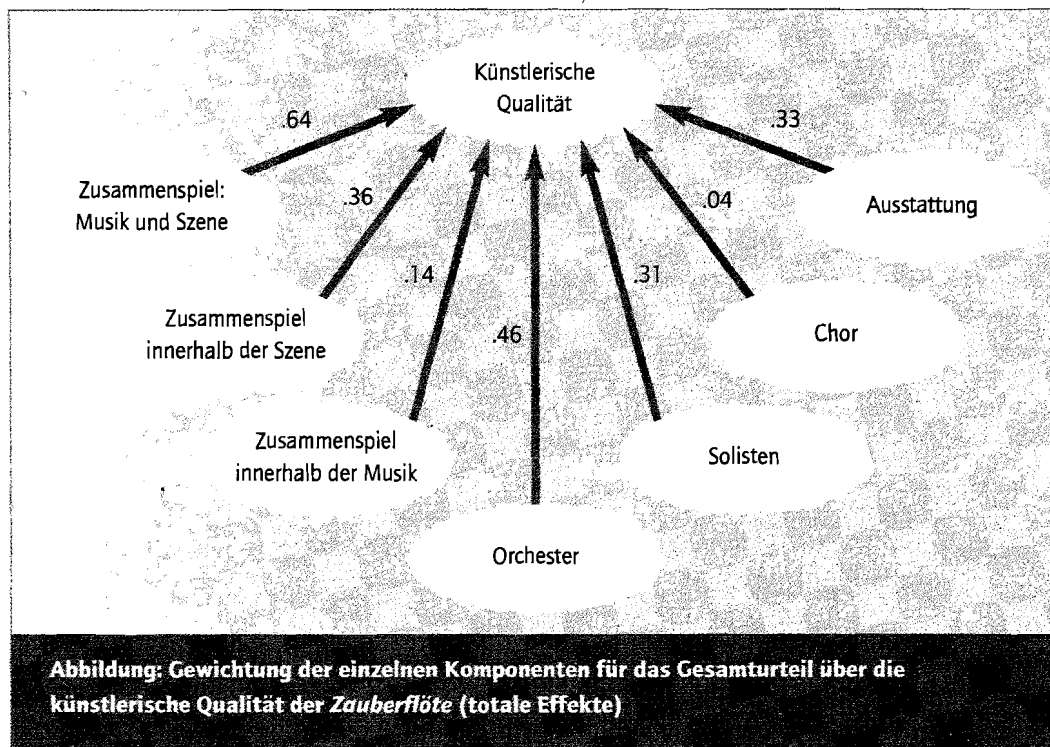 Künstlerische
Qualität
.64
.33
Zusammenspiel:
Musik und Szene
.36
.04
Ausstattung
.14
.31
Zusammenspiel
innerhalb der Szene
.46
Chor
Zusammenspiel
innerhalb der Musik
Solisten
Orchester
Abbildung: Gewichtung der einzelnen Komponenten für das Gesamturteil über die
künstlerische Qualität der Zauberflöte (totale Effekte)